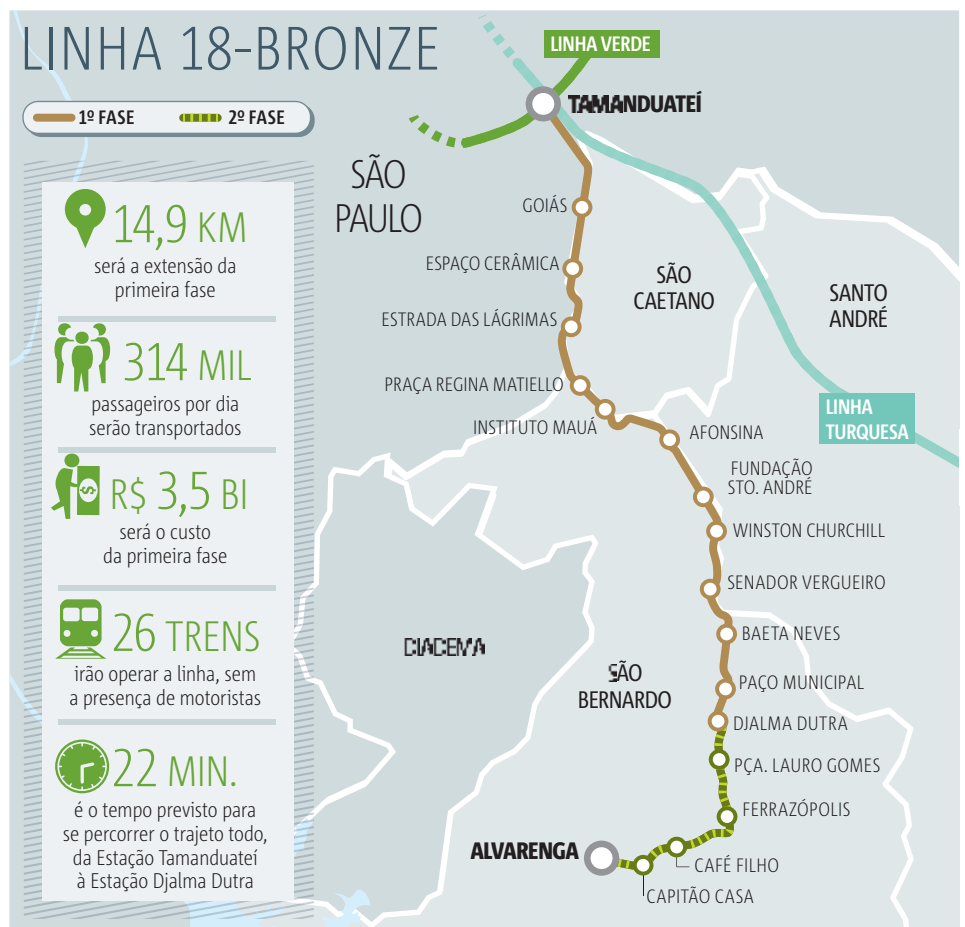 LINHA 18-BRONZE
1º FASE
2º FASE
14,9 KM
será a extensão da
primeira fase
314 MIL
passageiros por dia
serão transportados
R$ 3,5 BI
será o custo
da primeira fase
26 TRENS
irão operar a linha, sem
a presença de motoristas
22 MIN.
é o tempo previsto para
se percorrer o trajeto todo,
da Estação Tamanduateí
à Estação Djalma Dutra
LINHA VERDE
TAMANDUATEÍ
SÃO
PAULO
GOIÁS
ESPAÇO CERÂMICA
SÃO
CAETANO
SANTO
ANDRÉ
ESTRADA DAS LÁGRIMAS
PRAÇA REGINA MATIELLO
LINHA
TURQUESA
INSTITUTO MAUÁ
AFONSINA
FUNDAÇÃO
STO. ANDRÉ
WINSTON CHURCHILL
SENADOR VERGUEIRO
BAETA NEVES
DIADEMA
SÃO
BERNARDO
PAÇO MUNICIPAL
DJALMA DUTRA
PÇA. LAURO GOMES
FERRAZÓPOLIS
ALVARENGA
CAFÉ FILHO
CAPITÃO CASA